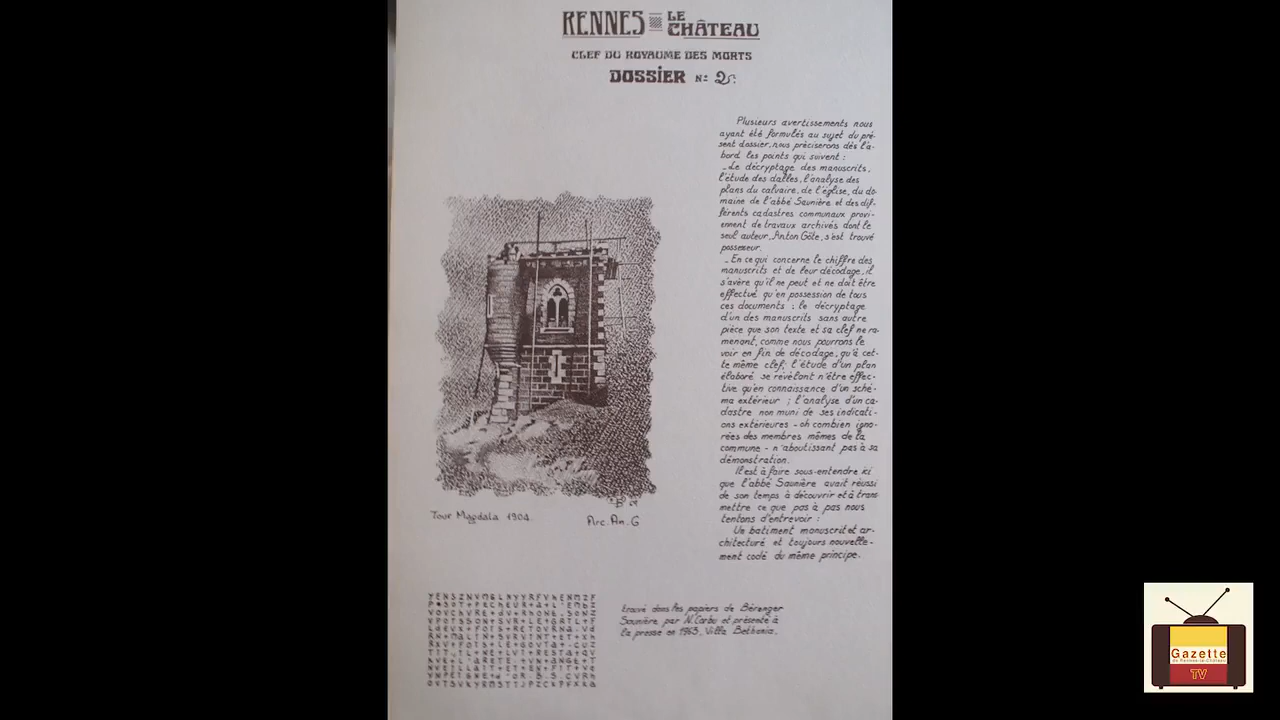 RENNES LE CHÂTEAU
CLEF DU ROYAUME DES MORTS
DOSSIER N: 2
Plusieurs avertissements nous
ayant été formulés au sujet du pré-
sent dossier, nous préciserons dès l'a-
bord les points qui suivent :
_Le décryptage des manuscrits,
l'étude des dalles, l'analyse des
plans du calvaire, de l'église, du do-
maine de l'abbé Saunière et des dif-
férents cadastres communaux provi-
ennent de travaux archivés dont le
seul auteur, Anton Göte, s'est trouvé
possesseur.
_En ce qui concerne le chiffre des
manuscrits et de leur décodage, il
s'avère qu'il ne peut et ne doit être
effectué qu'en possession de tous
ces documents : le décryptage
d'un des manuscrits sans autre
pièce que son texte et sa clef ne ra-
menant, comme nous pourrons le
voir en fin de décodage, qu'à cet-
te même clef; l'étude d'un plan
élaboré se révélant n'être effec-
tive qu'en connaissance d'un sché-
ma extérieur ; l'analyse d'un ca-
dastre non muni de ses indicati-
ons extérieures - oh combien igno-
rées des membres mêmes de la
commune - n'aboutissant pas à sa
démonstration.
Il est à faire sous-entendre ici
que l'abbé Saunière avait réussi
de son temps à découvrir et à trans
mettre ce que pas à pas nous
tentons d'entrevoir :
Un batiment manuscrit et ar-
chitecturé et toujours nouvelle-
ment codé du même principe.
Tour Magdala 1904.
Arc. An. G
trouvé dans les papiers de Bérenger
Saunière par N. Corbu et présenté à
la presse en 1963. Villa Bethania.
Gazette
de Rennes-le-Château
TV